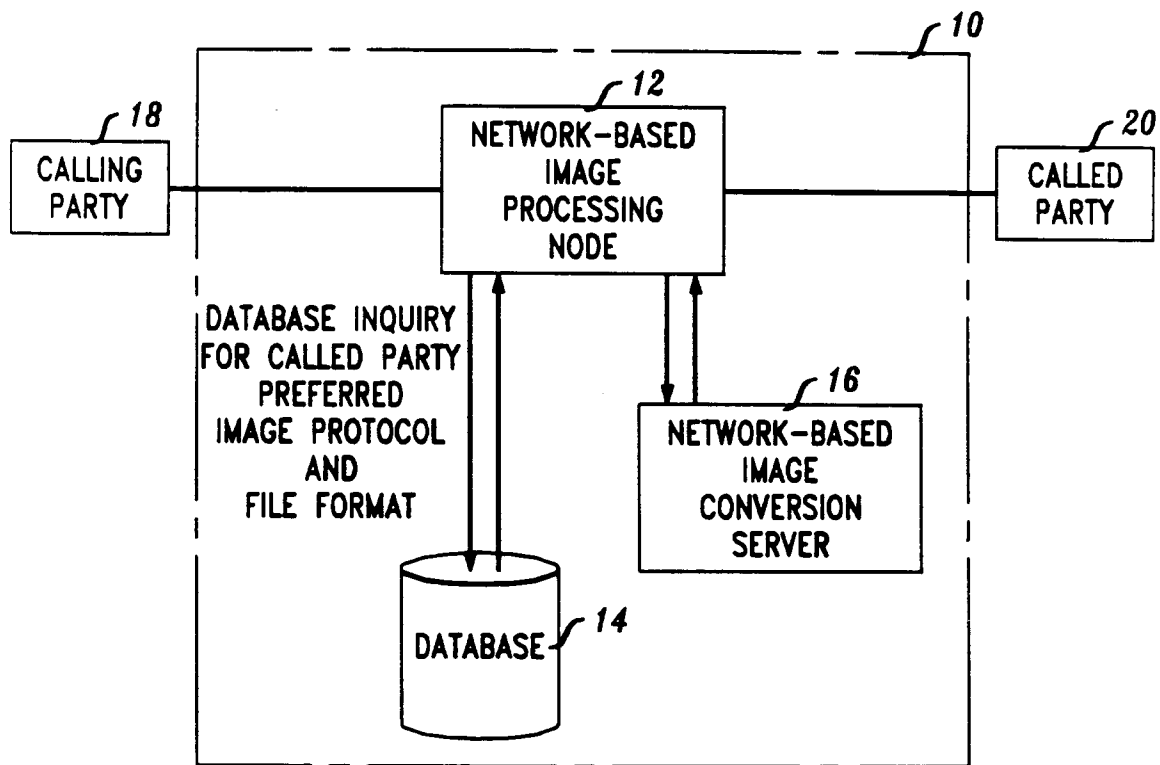 10
12
18
20
NETWORK-BASED
IMAGE
PROCESSING
NODE
CALLING
PARTY
CALLED
PARTY
DATABASE INQUIRY
FOR CALLED PARTY
PREFERRED
IMAGE PROTOCOL
AND
FILE FORMAT
16
NETWORK-BASED
IMAGE
CONVERSION
SERVER
DATABASE
14